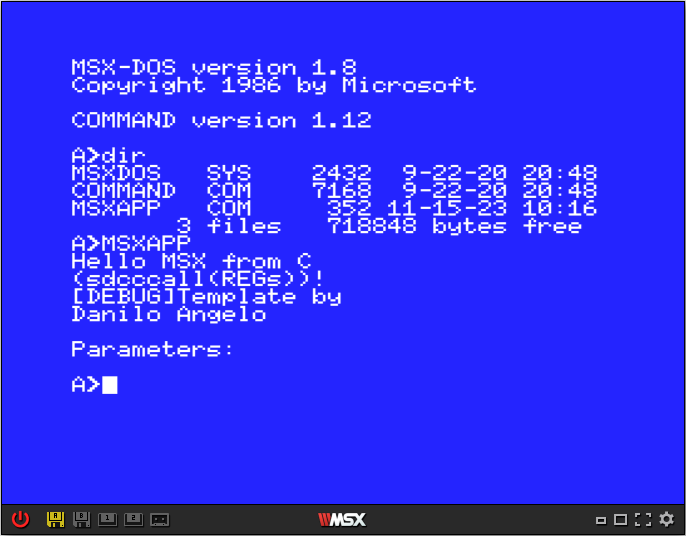 MSX-DOS version 1.8
Copyright 1986 by Microsoft
COMMAND version 1.12
A>dir
MSXDOS   SYS    2432  9-22-20 20:48
COMMAND  COM    7168  9-22-20 20:48
MSXAPP   COM     352 11-15-23 10:16
       3 files   718848 bytes free
A>MSXAPP
Hello MSX from C
(sdcccall(REGs))!
[DEBUG]Template by
Danilo Angelo
Parameters:
A>
A B 1 2 MSX